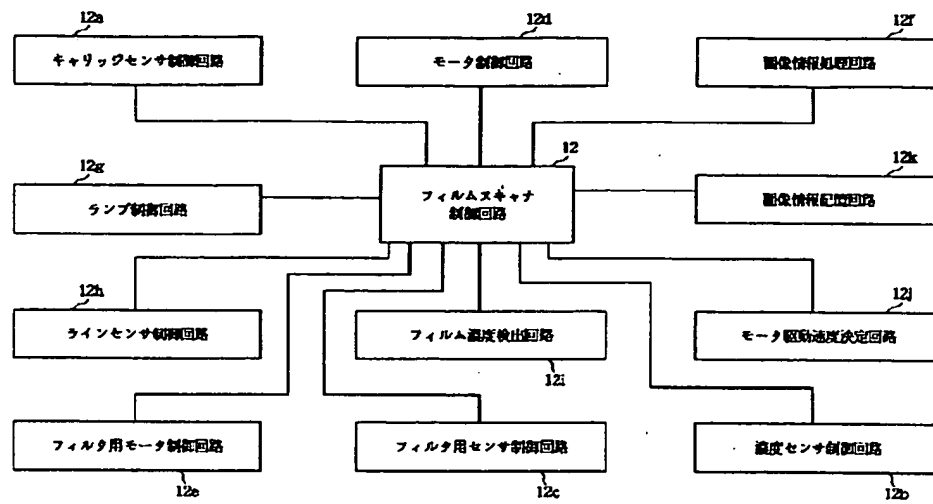 12a
12d
12f
キャリッジセンサ制御回路
モータ制御回路
画像情報処理回路
12
12g
12k
フィルムスキャナ
制御回路
ランプ制御回路
画像情報記憶回路
12h
12j
ラインセンサ制御回路
フィルム濃度検出回路
モータ駆動速度決定回路
12i
フィルタ用モータ制御回路
フィルタ用センサ制御回路
濃度センサ制御回路
12e
12c
12b